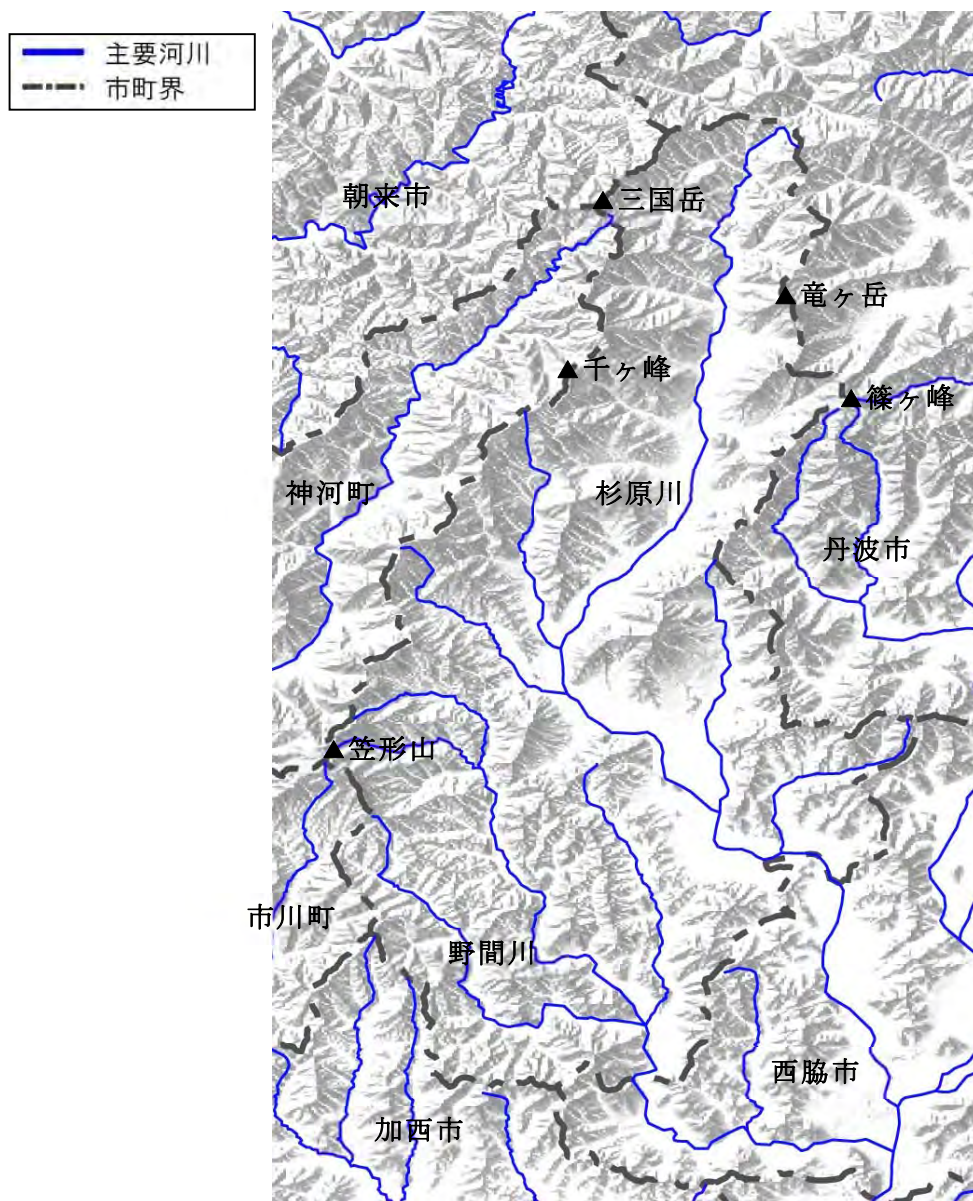 主要河川
市町界
朝来市
三国岳
竜ヶ岳
千ヶ峰
篠ヶ峰
神河町
杉原川
丹波市
笠形山
市川町
野間川
西脇市
加西市